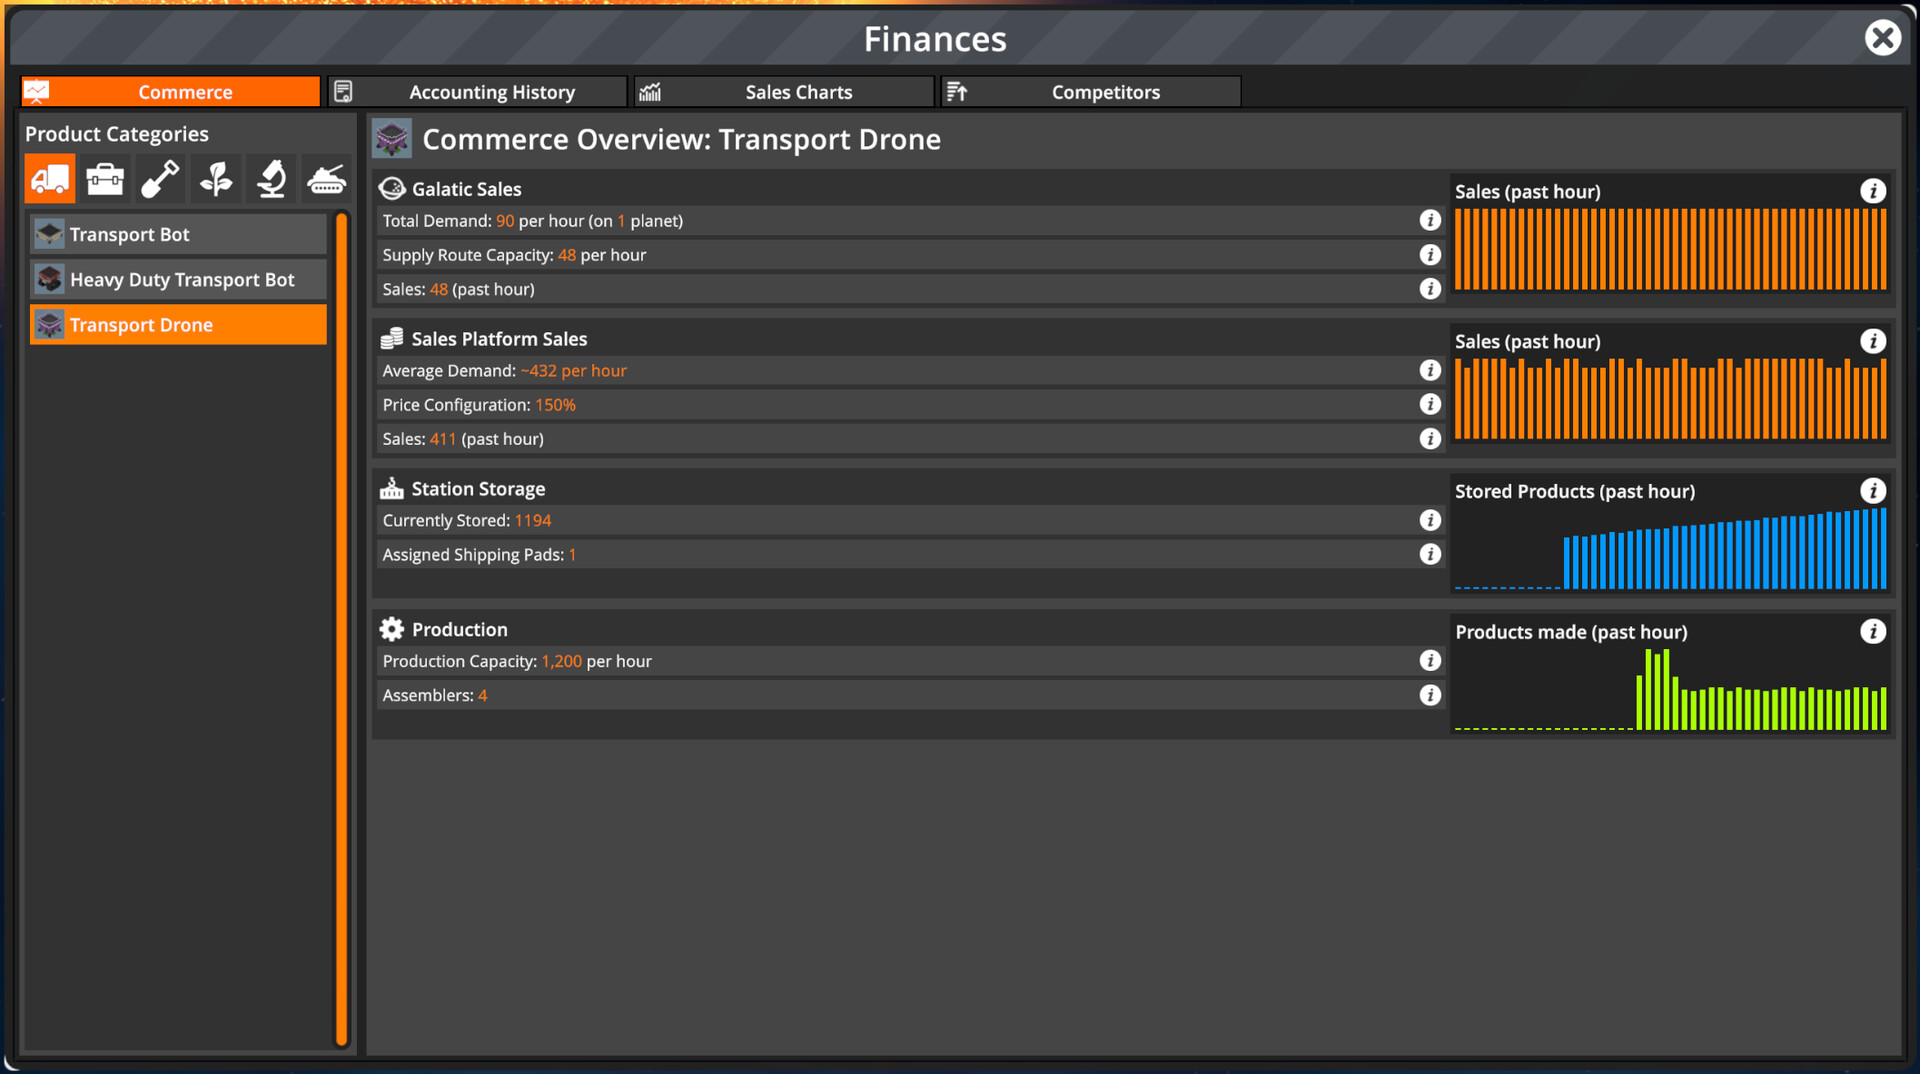 Finances
Commerce
Accounting History
Sales Charts
Competitors
Product Categories
Transport Bot
Heavy Duty Transport Bot
Transport Drone
Commerce Overview: Transport Drone
Galatic Sales
Total Demand: 90 per hour (on 1 planet)
Supply Route Capacity: 48 per hour
Sales: 48 (past hour)
Sales (past hour)
Sales Platform Sales
Average Demand: ~432 per hour
Price Configuration: 150%
Sales: 411 (past hour)
Sales (past hour)
Station Storage
Currently Stored: 1194
Assigned Shipping Pads: 1
Stored Products (past hour)
Production
Production Capacity: 1,200 per hour
Assemblers: 4
Products made (past hour)